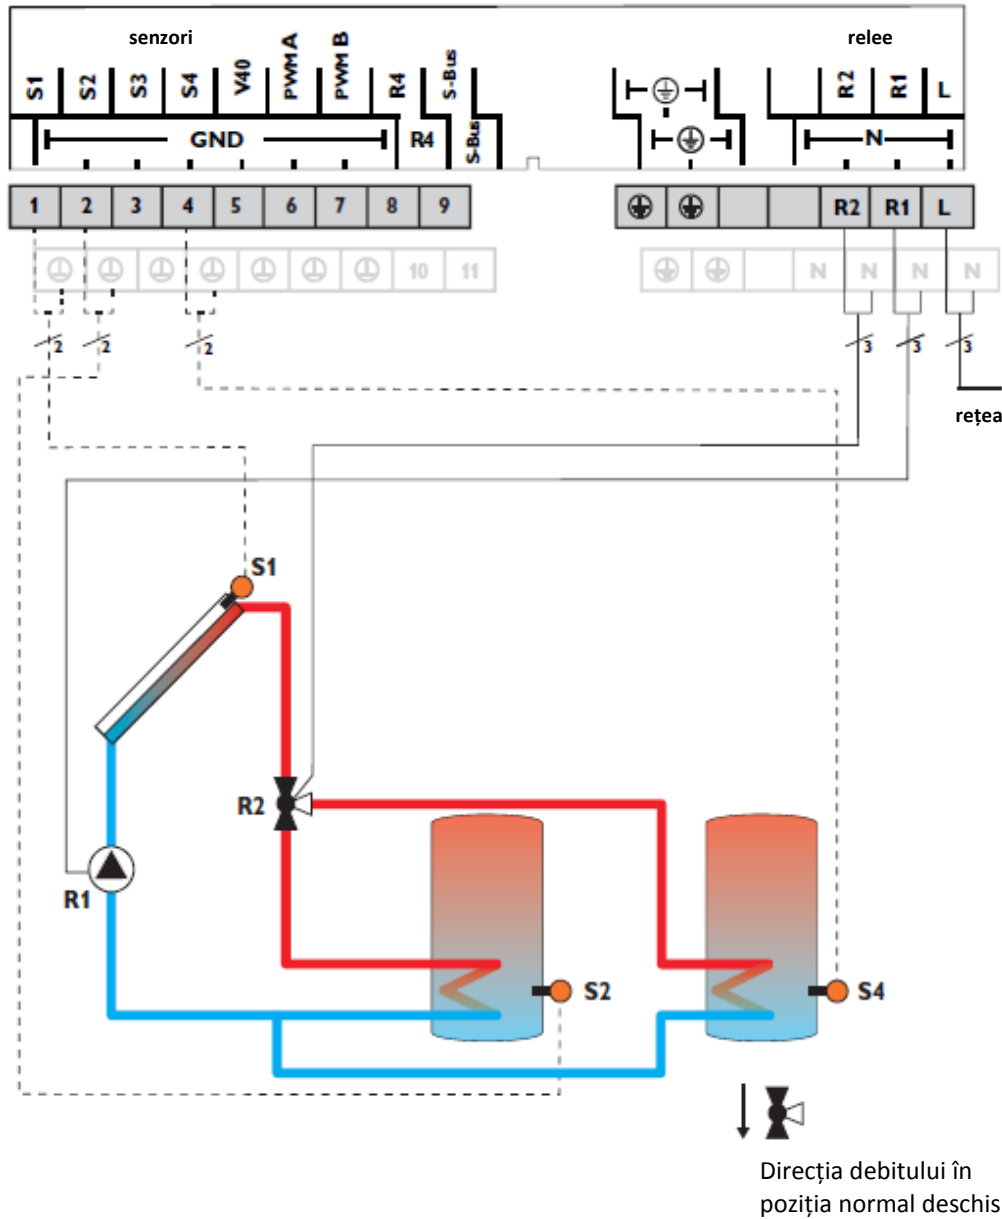 senzori
relee
S1 S2 S3 S4 V40 PWM A PWM B R4 S-Bus
R2 R1 L
GND R4 S-Bus
N
1 2 3 4 5 6 7 8 9
R2 R1 L
10 11
N N N N
2 2 2
3 3 3
rețea
S1
R2
R1
S2
S4
Direcția debitului în
poziția normal deschis